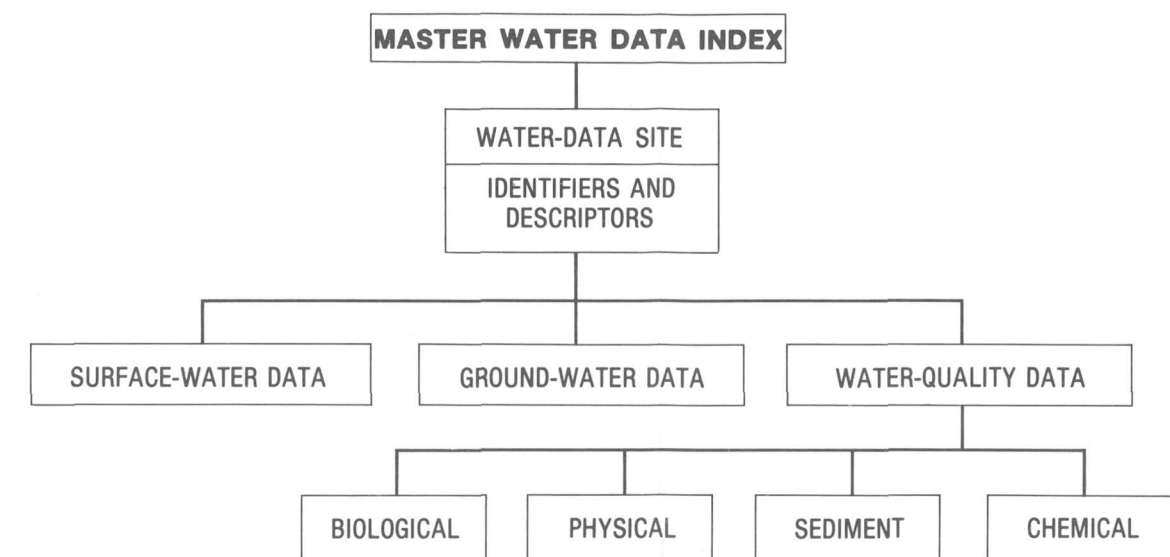 MASTER WATER DATA INDEX
WATER-DATA SITE
IDENTIFIERS AND
DESCRIPTORS
SURFACE-WATER DATA
GROUND-WATER DATA
WATER-QUALITY DATA
BIOLOGICAL
PHYSICAL
SEDIMENT
CHEMICAL